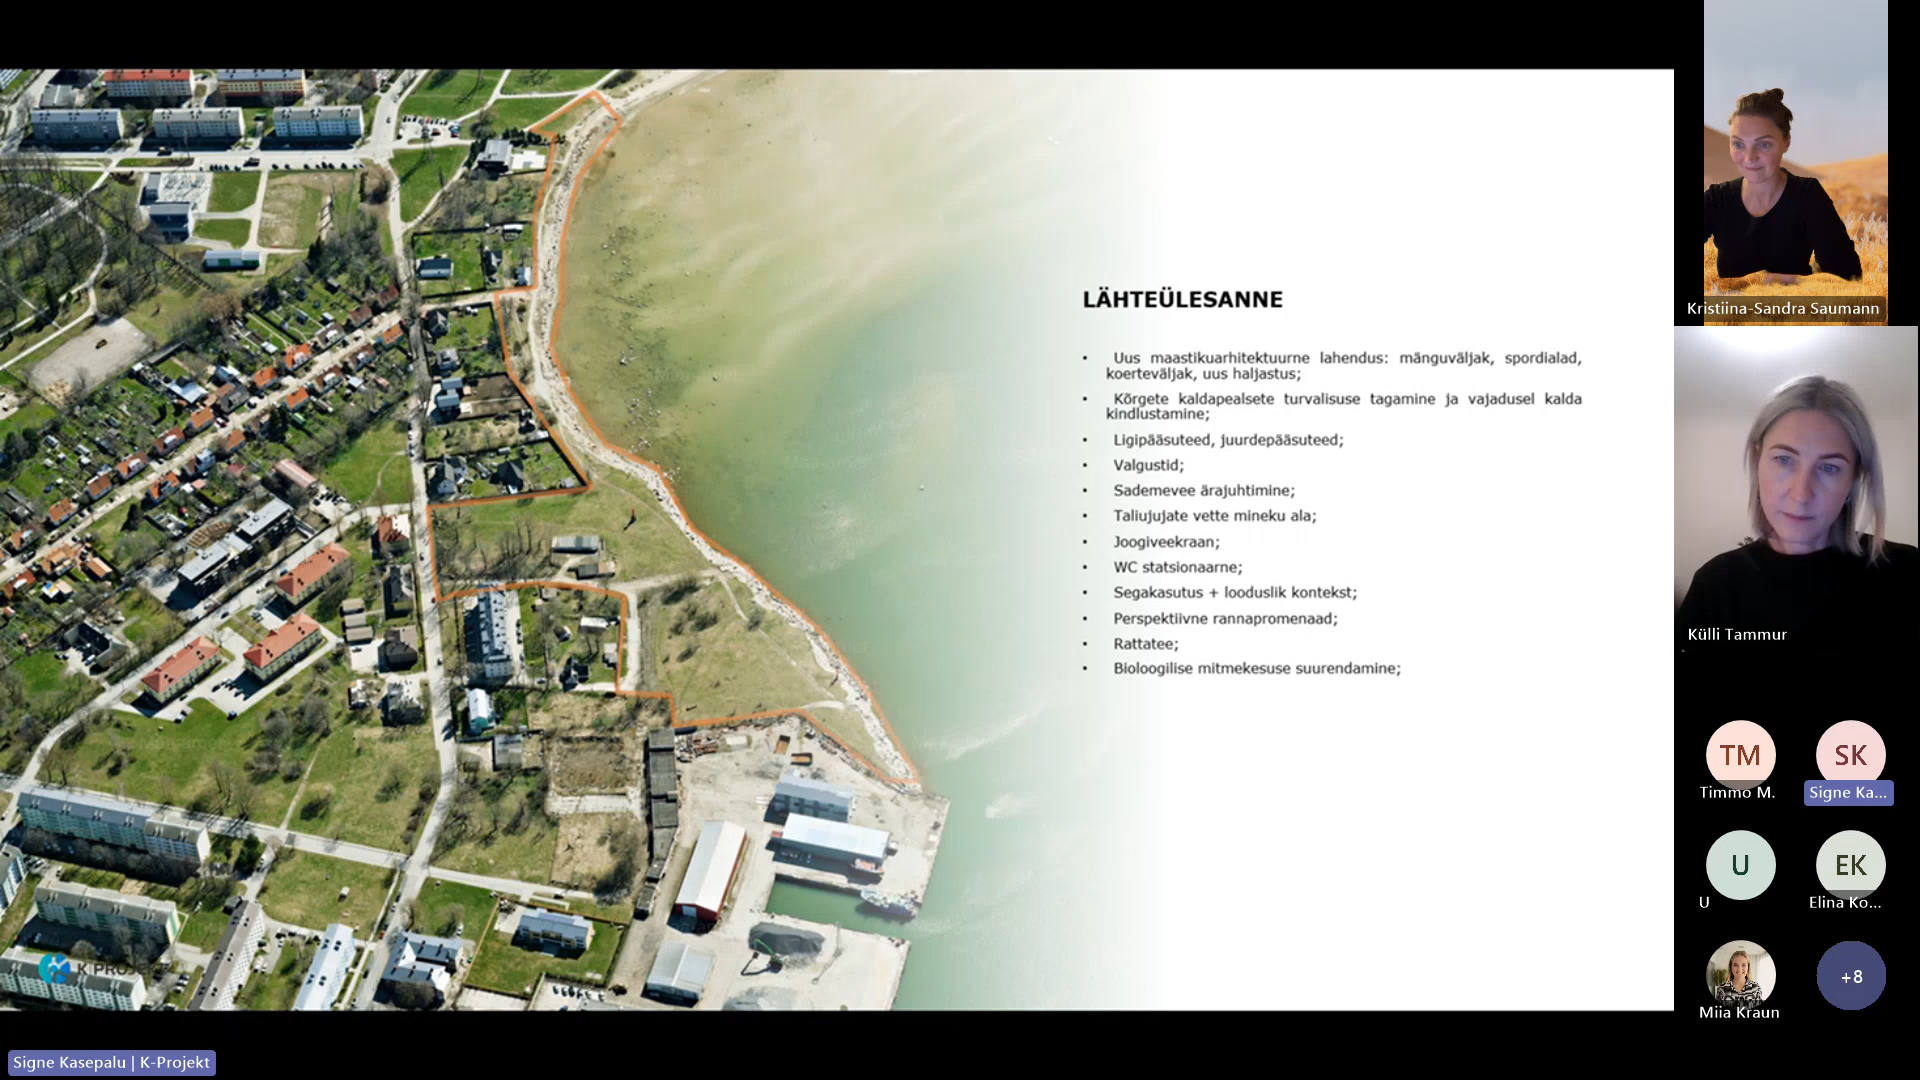 LÄHTEÜLESANNE
• Uus maastikuarhitektuurne lahendus: mänguväljak, spordialad,
koerteväljak, uus haljastus;
• Kõrgete kaldapealsete turvalisuse tagamine ja vajadusel kalda
kindlustamine;
• Ligipääsuteed, juurdepääsuteed;
• Valgustid;
• Sademevee ärajuhtimine;
• Taliujujate vette mineku ala;
• Joogiveekraan;
• WC statsionaarne;
• Segakasutus + looduslik kontekst;
• Perspektiivne rannapromenaad;
• Rattatee;
• Bioloogilise mitmekesuse suurendamine;
Kristiina-Sandra Saumann
Külli Tammur
TM
Timmo M.
SK
Signe Ka...
U
U
EK
Elina Ko...
Miia Kraun
+8
Signe Kasepalu | K-Projekt